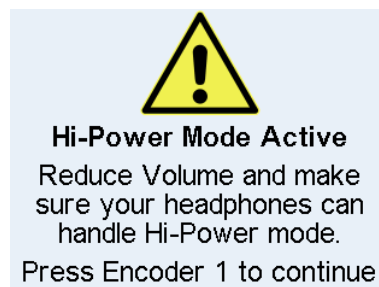 Hi-Power Mode Active
Reduce Volume and make
sure your headphones can
handle Hi-Power mode.
Press Encoder 1 to continue